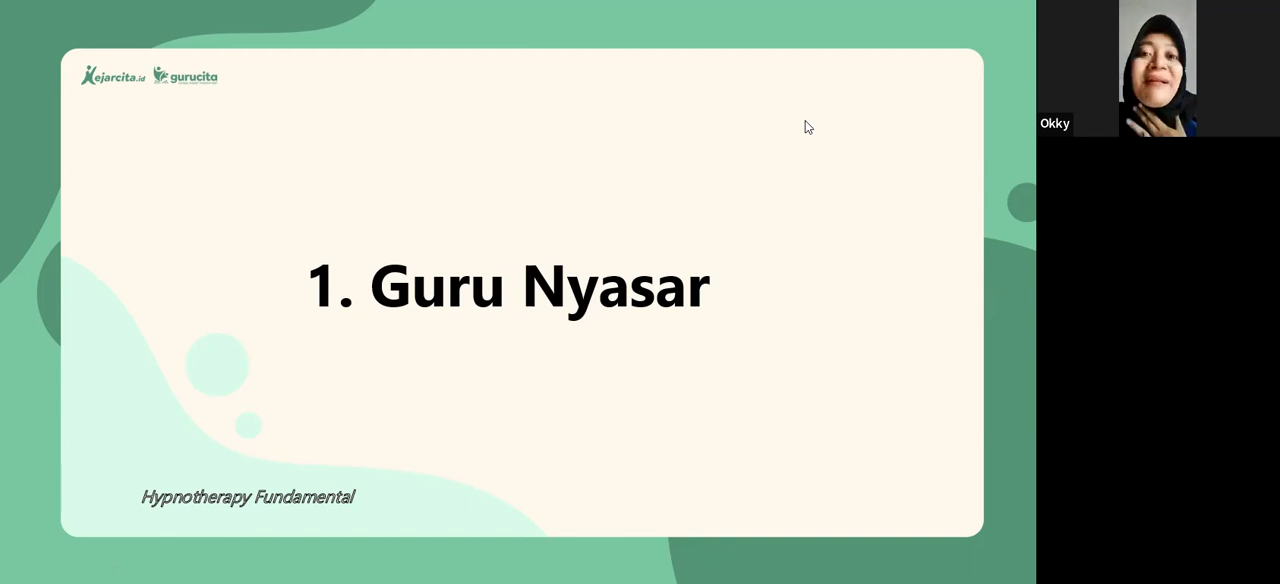 Kejarcita.id gurucita
1. Guru Nyasar
Hypnotherapy Fundamental
Okky